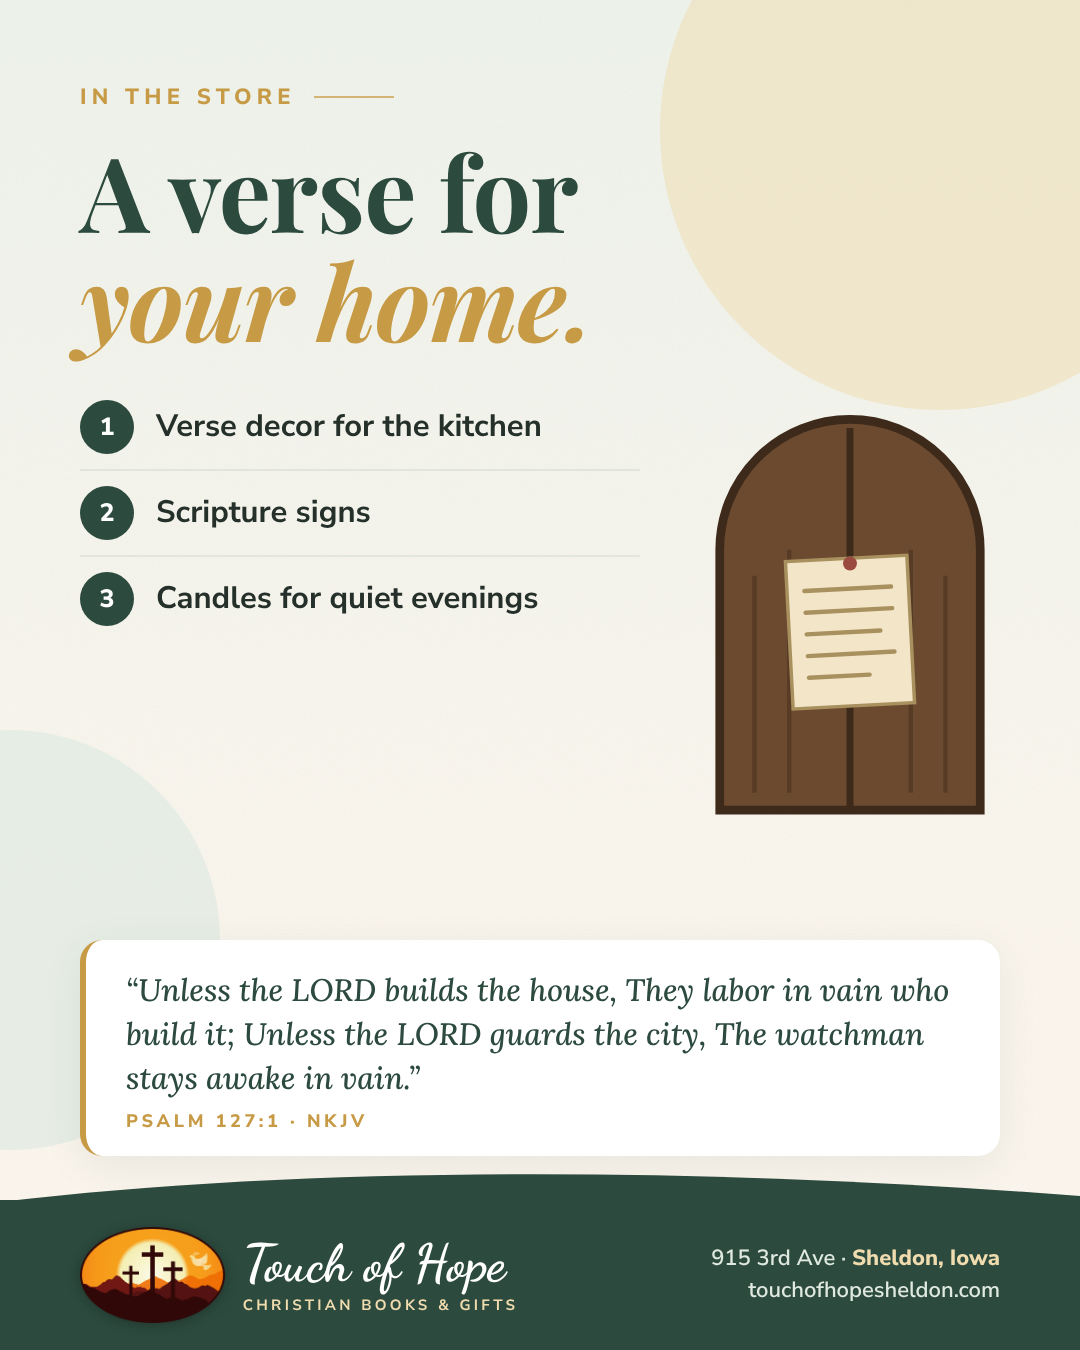 IN THE STORE
A verse for
your home.
1 Verse decor for the kitchen
2 Scripture signs
3 Candles for quiet evenings
“Unless the LORD builds the house, They labor in vain who
build it; Unless the LORD guards the city, The watchman
stays awake in vain.”
PSALM 127:1 · NKJV
Touch of Hope
CHRISTIAN BOOKS & GIFTS
915 3rd Ave · Sheldon, Iowa
touchofhopesheldon.com